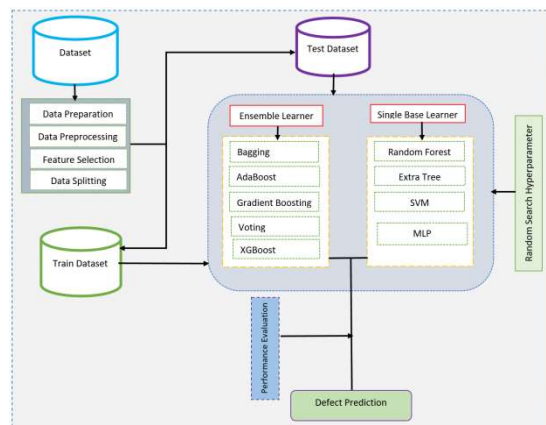 Dataset
Test Dataset
Data Preparation
Data Preprocessing
Feature Selection
Data Splitting
Train Dataset
Ensemble Learner
Bagging
AdaBoost
Gradient Boosting
Voting
XGBoost
Single Base Learner
Random Forest
Extra Tree
SVM
MLP
Random Search Hyperparameter
Performance Evaluation
Defect Prediction